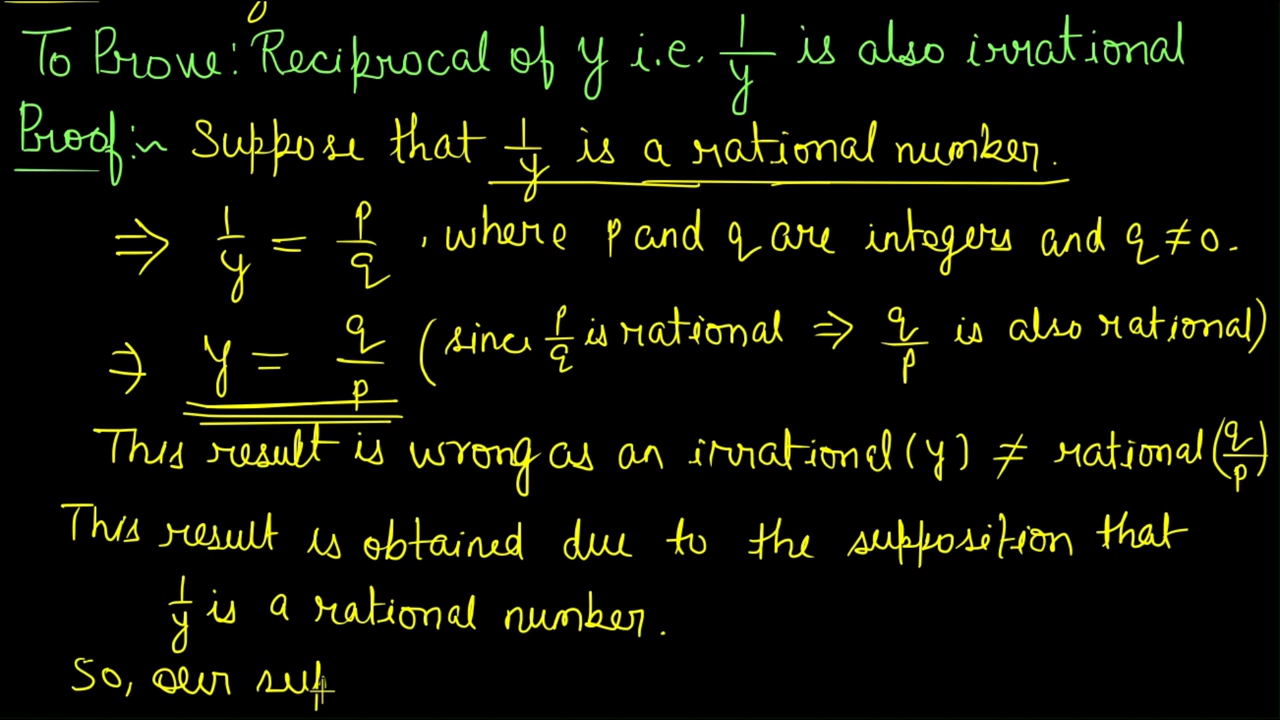 To Prove: Reciprocal of y i.e. 1/y is also irrational
Proof:~ Suppose that 1/y is a rational number.
⇒ 1/y = p/q, where p and q are integers and q ≠ 0.
⇒ y = q/p (since p/q is rational ⇒ q/p is also rational)
This result is wrong as an irrational (y) ≠ rational (q/p)
This result is obtained due to the supposition that
1/y is a rational number.
So, our sup